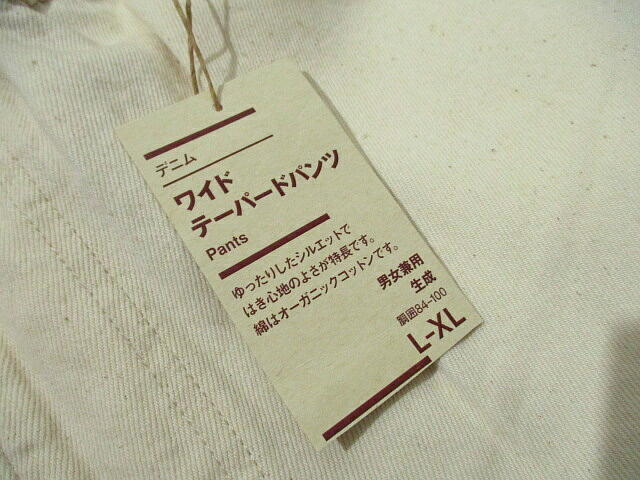 デニム
ワイド
テーパードパンツ
Pants
ゆったりしたシルエットで
はき心地のよさが特長です。
綿はオーガニックコットンです。
男女兼用
生成
胴囲84-100
L-XL